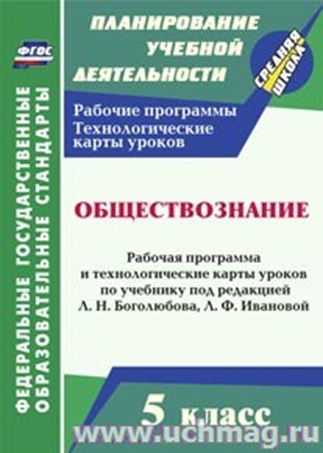 ПЛАНИРОВАНИЕ
УЧЕБНОЙ
ДЕЯТЕЛЬНОСТИ
ФГОС
СРЕДНЯЯ
ШКОЛА
Рабочие программы
Технологические
карты уроков
ФЕДЕРАЛЬНЫЕ ГОСУДАРСТВЕННЫЕ
ОБРАЗОВАТЕЛЬНЫЕ СТАНДАРТЫ
ОБЩЕСТВОЗНАНИЕ
Рабочая программа
и технологические карты уроков
по учебнику под редакцией
Л. Н. Боголюбова, Л. Ф. Ивановой
5 класс
www.uchmag.ru